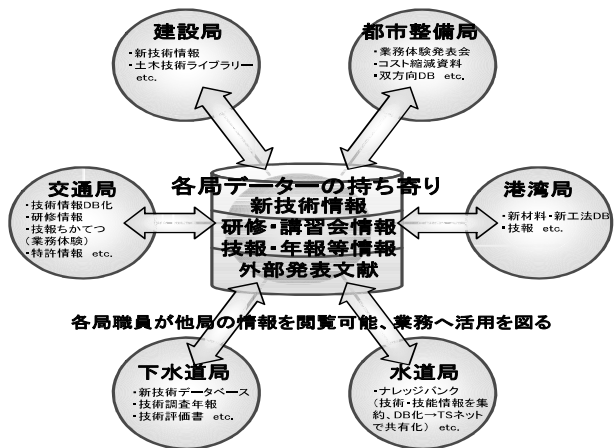 建設局
・新技術情報
・土木技術ライブラリー
etc.
都市整備局
・業務体験発表会
・コスト縮減資料
・双方向DB etc.
交通局
・技術情報DB化
・研修情報
・技報ちかてつ
(業務体験)
・特許情報 etc.
各局データーの持ち寄り
新技術情報
研修・講習会情報
技報・年報等情報
外部発表文献
港湾局
・新材料・新工法DB
・技報 etc.
各局職員が他局の情報を閲覧可能、業務へ活用を図る
下水道局
・新技術データベース
・技術調査年報
・技術評価書 etc.
水道局
・ナレッジバンク
(技術・技能情報を集
約、DB化→TSネット
で共有化) etc.